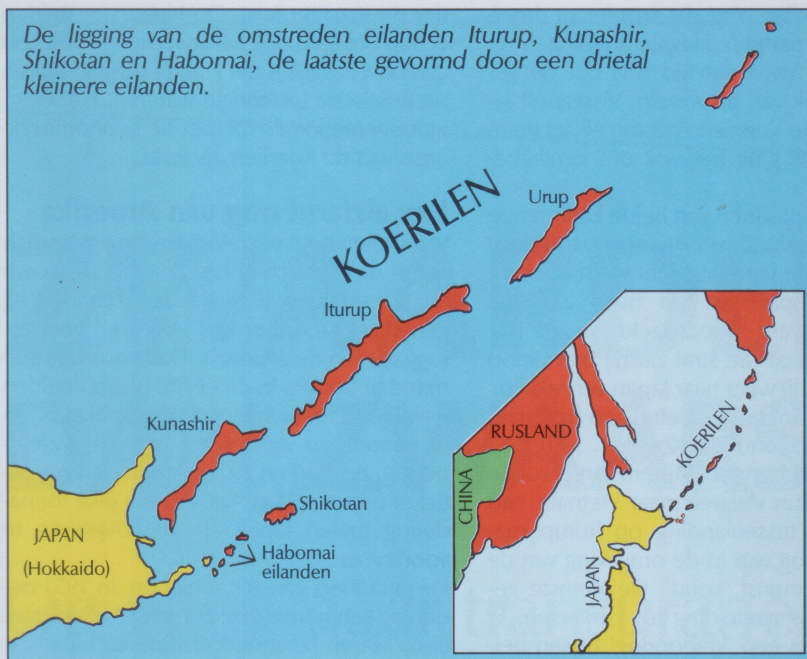 De ligging van de omstreden eilanden Iturup, Kunashir,
Shikotan en Habomai, de laatste gevormd door een drietal
kleinere eilanden.
KOERILEN
Urup
Iturup
Kunashir
Shikotan
Habomai
eilanden
JAPAN
(Hokkaido)
RUSLAND
CHINA
KOERILEN
JAPAN